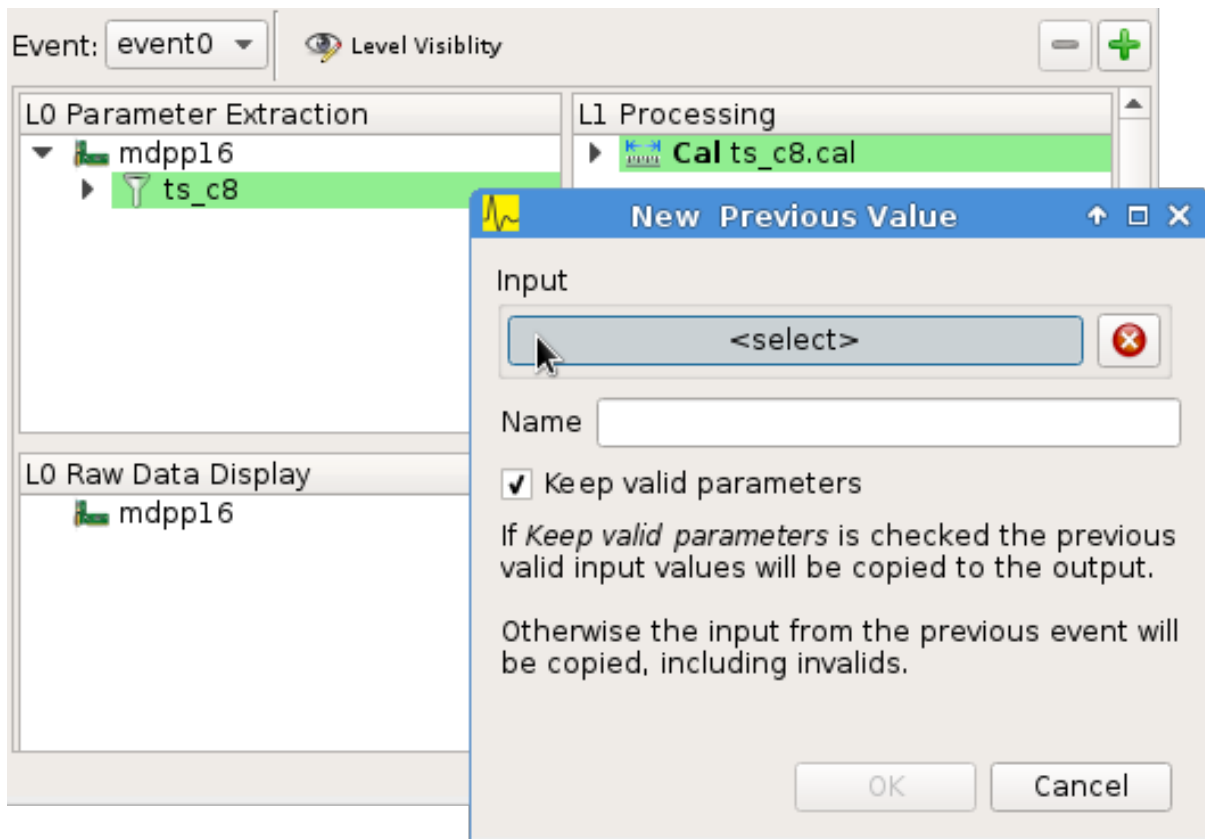 Event: event0 Level Visiblity
L0 Parameter Extraction
mdpp16
ts_c8
L1 Processing
Cal ts_c8.cal
L0 Raw Data Display
mdpp16
New Previous Value
Input
<select>
Name
Keep valid parameters
If Keep valid parameters is checked the previous
valid input values will be copied to the output.
Otherwise the input from the previous event will
be copied, including invalids.
OK Cancel